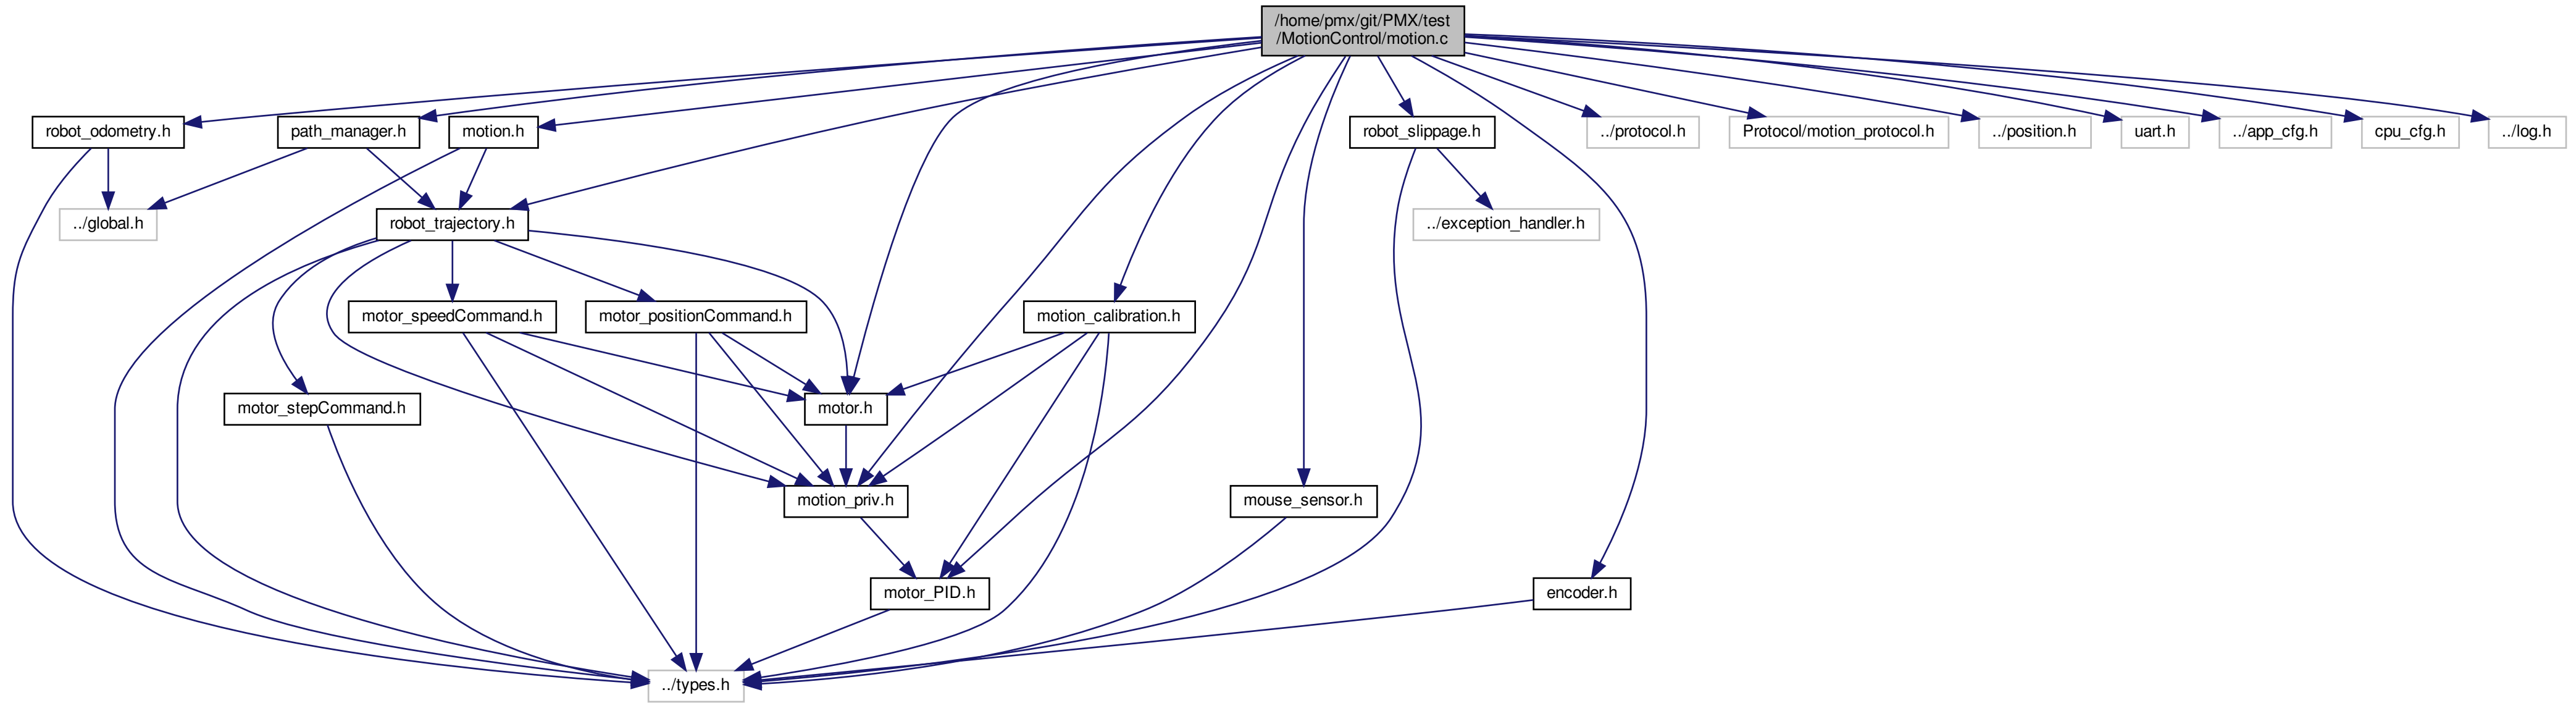 /home/pmx/git/PMX/test
/MotionControl/motion.c
robot_odometry.h
path_manager.h
motion.h
robot_slippage.h
../protocol.h
Protocol/motion_protocol.h
../position.h
uart.h
../app_cfg.h
cpu_cfg.h
../log.h
../global.h
robot_trajectory.h
../exception_handler.h
motor_speedCommand.h
motor_positionCommand.h
motion_calibration.h
motor_stepCommand.h
motor.h
motion_priv.h
mouse_sensor.h
motor_PID.h
encoder.h
../types.h